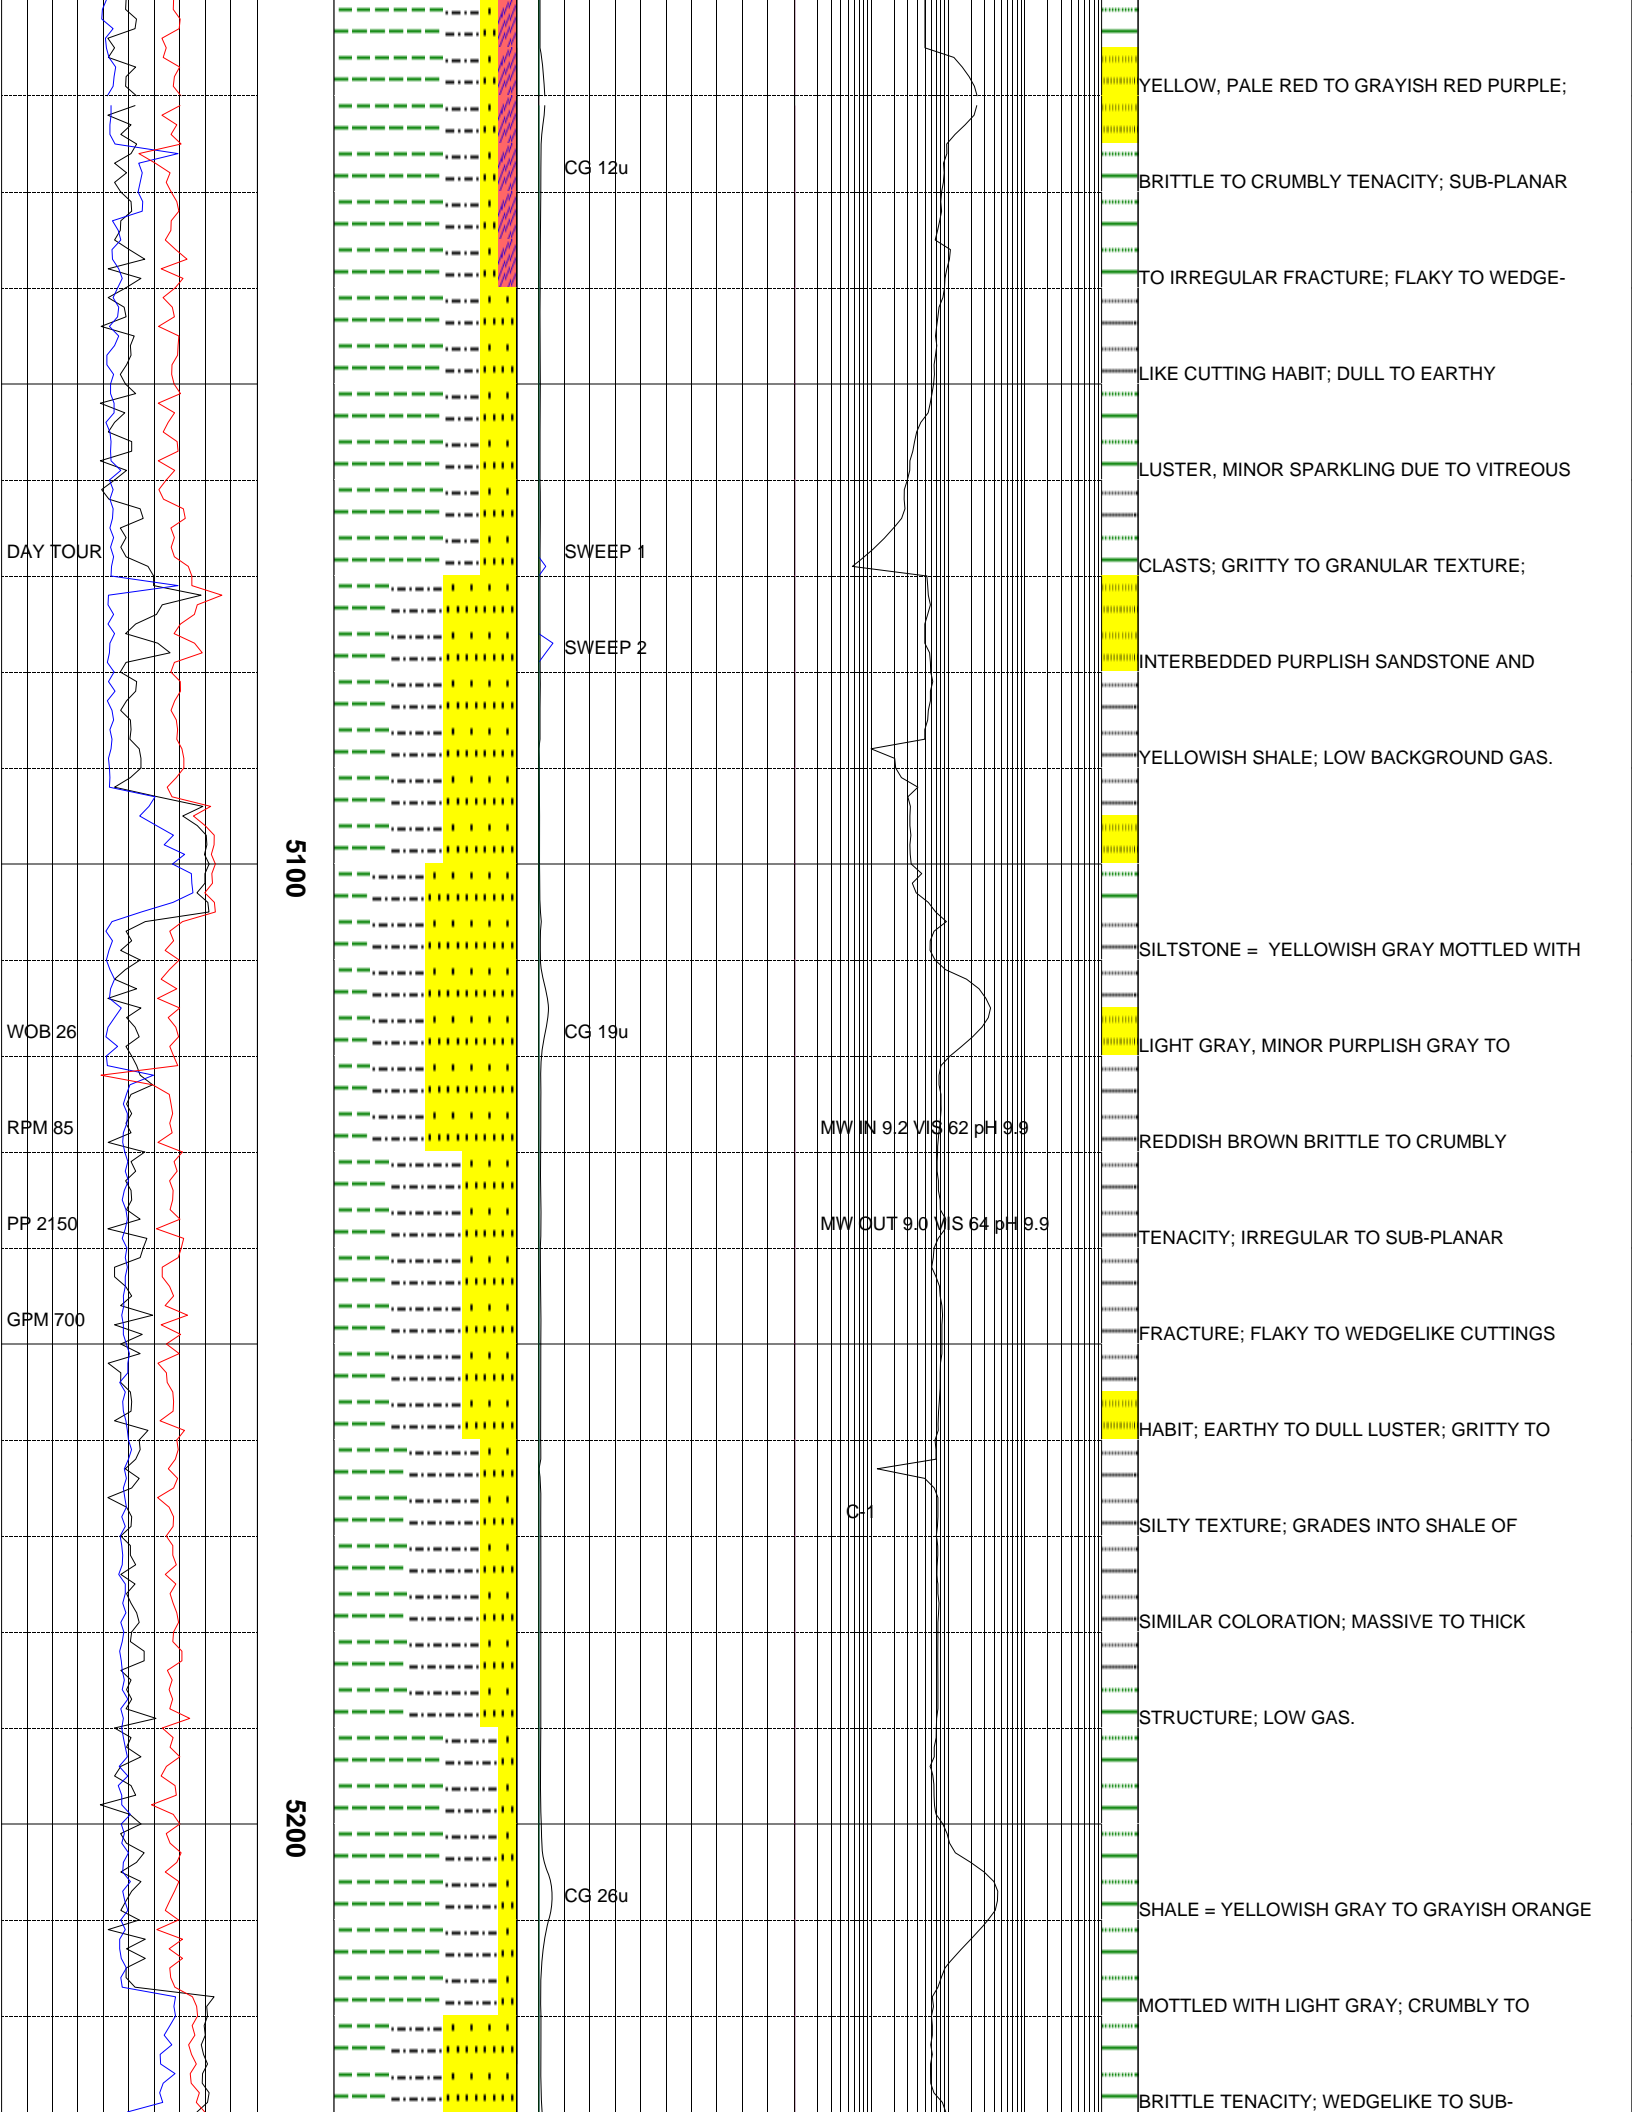 YELLOW, PALE RED TO GRAYISH RED PURPLE;
CG 12u
BRITTLE TO CRUMBLY TENACITY; SUB-PLANAR
TO IRREGULAR FRACTURE; FLAKY TO WEDGE-
LIKE CUTTING HABIT; DULL TO EARTHY
LUSTER, MINOR SPARKLING DUE TO VITREOUS
DAY TOUR
SWEEP 1
CLASTS; GRITTY TO GRANULAR TEXTURE;
SWEEP 2
INTERBEDDED PURPLISH SANDSTONE AND
YELLOWISH SHALE; LOW BACKGROUND GAS.
5100
SILTSTONE =  YELLOWISH GRAY MOTTLED WITH
WOB 26
CG 19u
LIGHT GRAY, MINOR PURPLISH GRAY TO
RPM 85
MW IN 9.2 VIS 62 pH 9.9
REDDISH BROWN BRITTLE TO CRUMBLY
PP 2150
MW OUT 9.0 VIS 64 pH 9.9
TENACITY; IRREGULAR TO SUB-PLANAR
GPM 700
FRACTURE; FLAKY TO WEDGELIKE CUTTINGS
HABIT; EARTHY TO DULL LUSTER; GRITTY TO
C-1
SILTY TEXTURE; GRADES INTO SHALE OF
SIMILAR COLORATION; MASSIVE TO THICK
STRUCTURE; LOW GAS.
5200
CG 26u
SHALE = YELLOWISH GRAY TO GRAYISH ORANGE
MOTTLED WITH LIGHT GRAY; CRUMBLY TO
BRITTLE TENACITY; WEDGELIKE TO SUB-